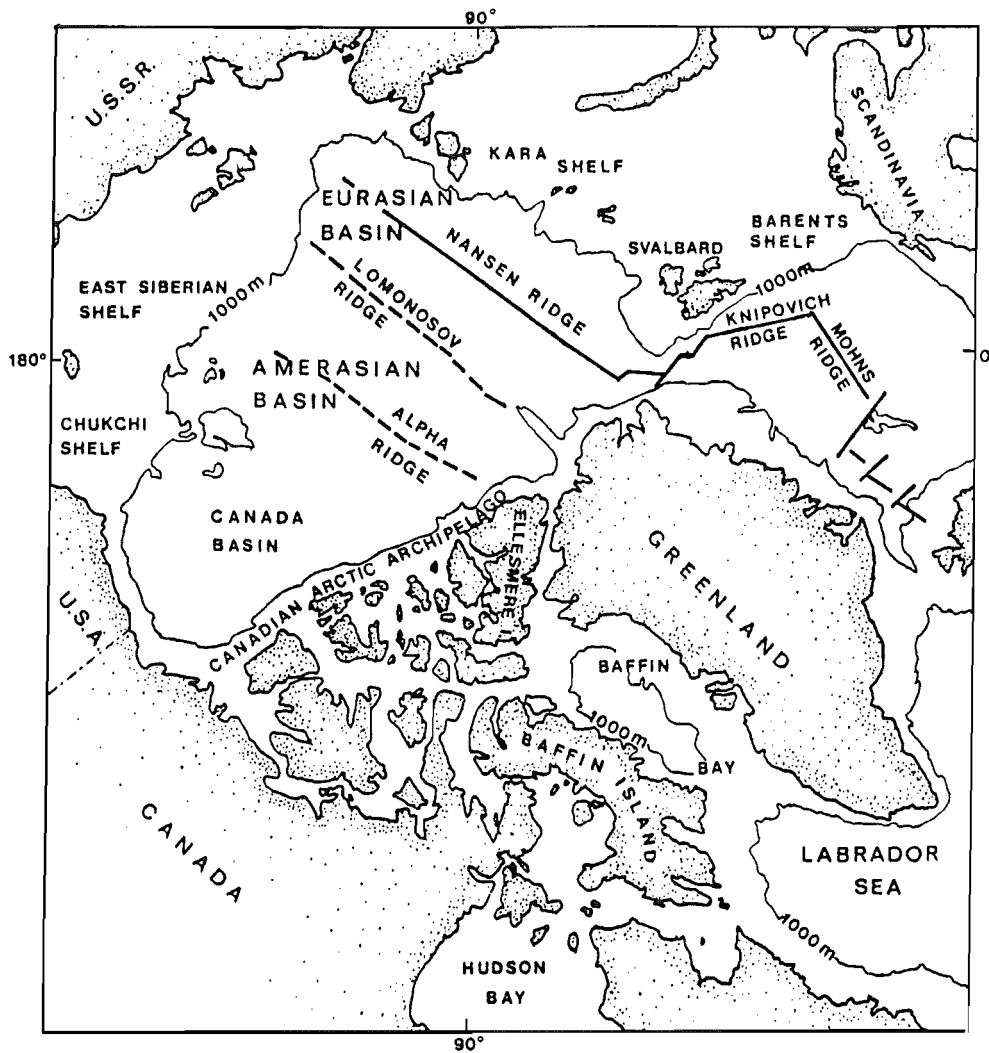 90°
U.S.S.R.
SCANDINAVIA
KARA
SHELF
EURASIAN
BASIN
NANSEN RIDGE
BARENTS
SHELF
SVALBARD
1000m
LOMONOSOV
RIDGE
EAST SIBERIAN
SHELF
1000m
KNIPOVICH
RIDGE
MOHNS
RIDGE
180°
0
AMERASIAN
BASIN
ALPHA
RIDGE
CHUKCHI
SHELF
CANADA
BASIN
CANADIAN ARCTIC ARCHIPELAGO
ELLESMERE I
GREENLAND
U.S.A
BAFFIN
BAY
1000m
BAFFIN ISLAND
CANADA
LABRADOR
SEA
1000m
HUDSON
BAY
90°